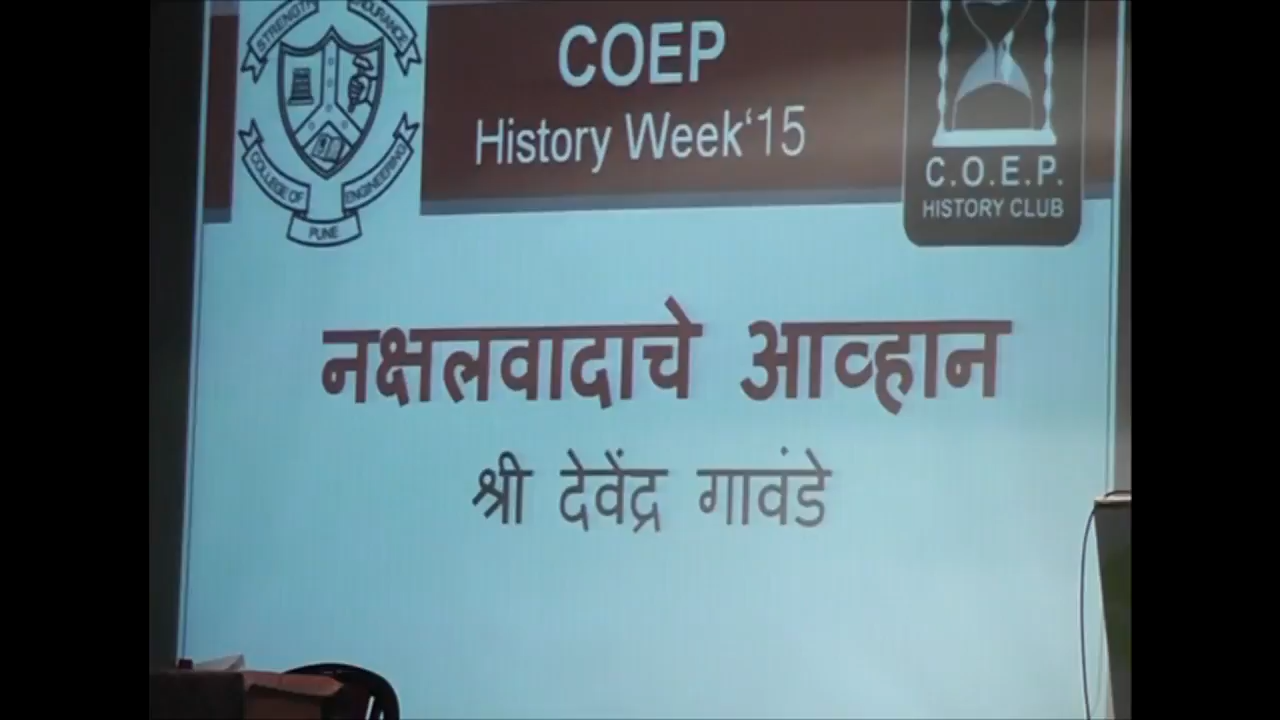 STRENGTH
ENDURANCE
COLLEGE OF
ENGINEERING
PUNE
COEP
History Week‘15
C.O.E.P.
HISTORY CLUB
नक्षलवादाचे आव्हान
श्री देवेंद्र गावंडे